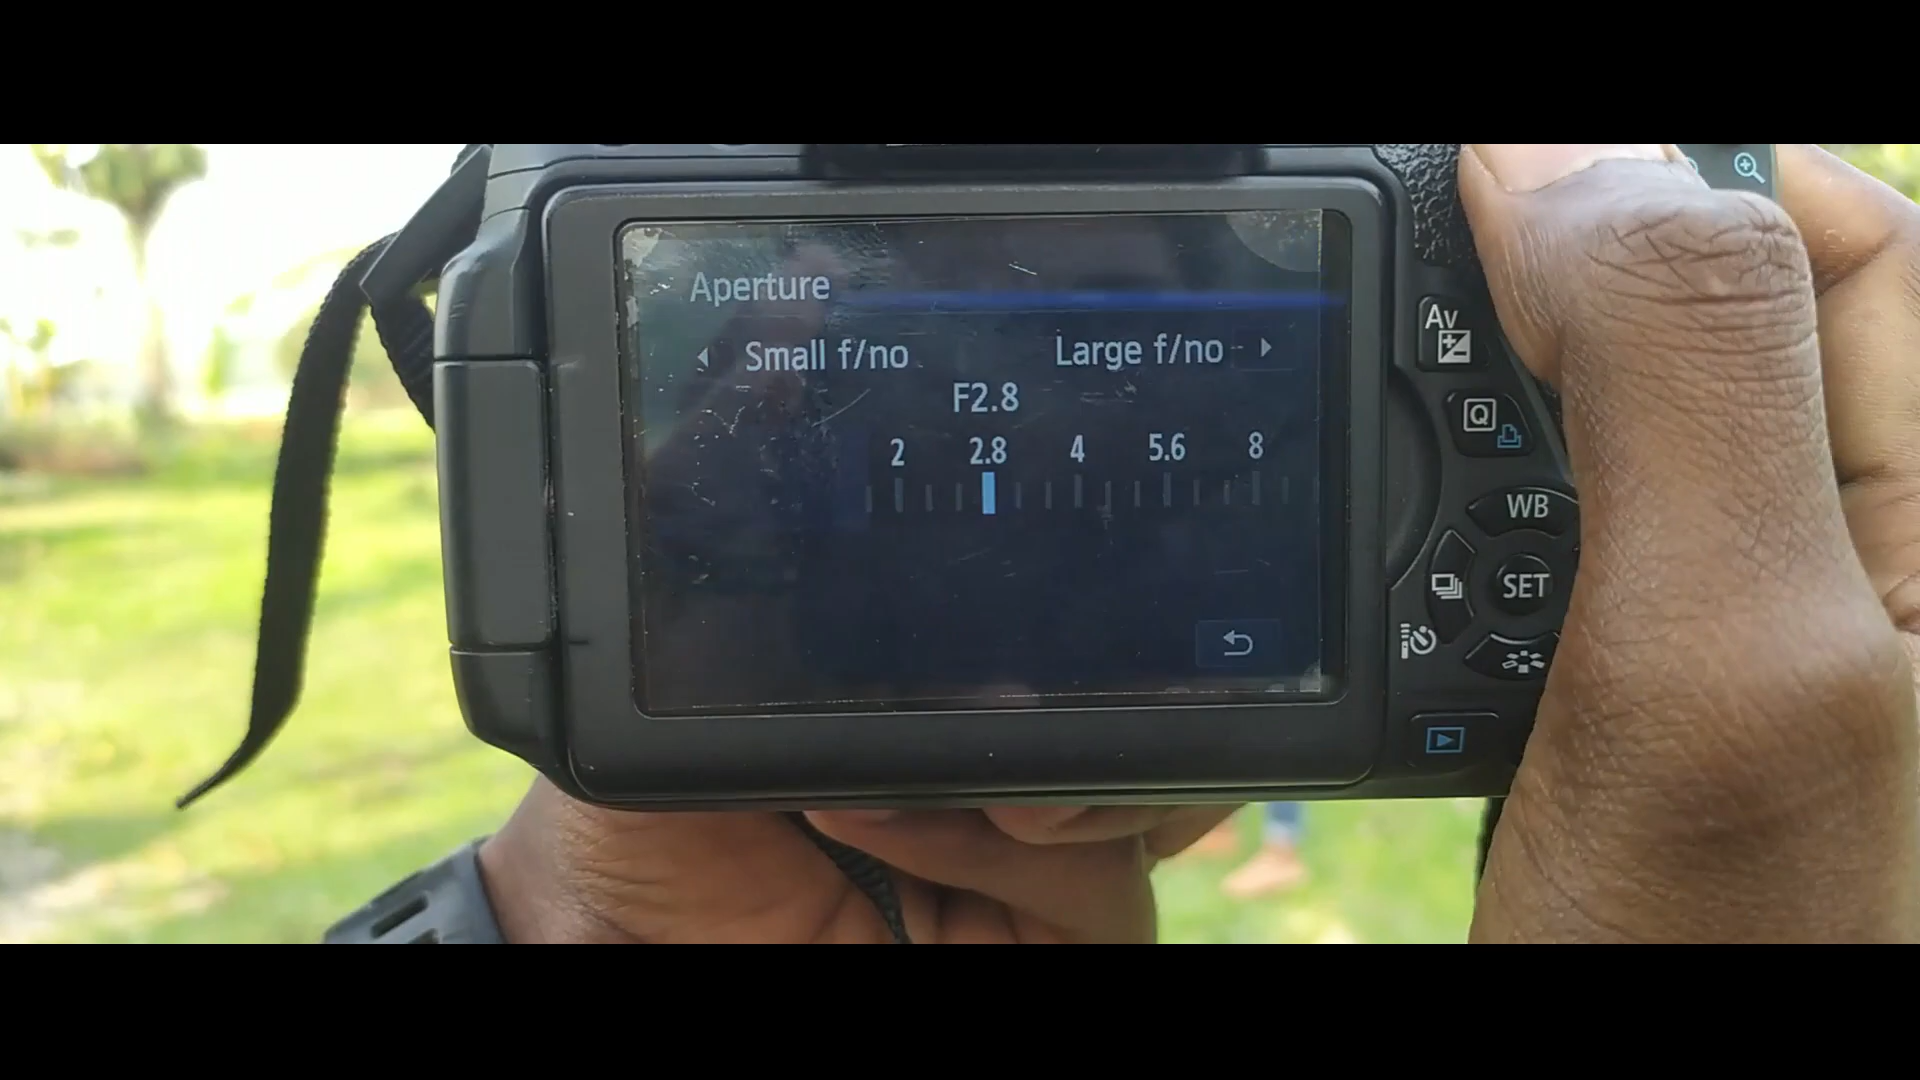 Aperture
Small f/no Large f/no
F2.8
2 2.8 4 5.6 8
Av
Q
WB
SET